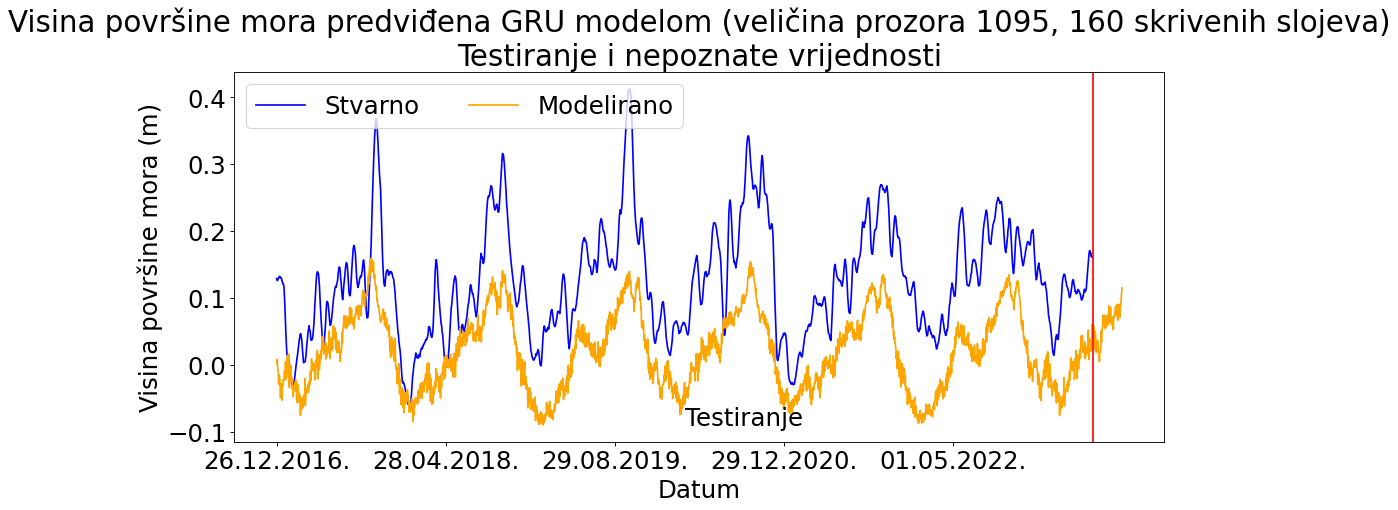 Visina površine mora predviđena GRU modelom (veličina prozora 1095, 160 skrivenih slojeva)
Testiranje i nepoznate vrijednosti
Stvarno Modelirano
Visina površine mora (m)
0.4
0.3
0.2
0.1
0.0
−0.1
Testiranje
26.12.2016. 28.04.2018. 29.08.2019. 29.12.2020. 01.05.2022.
Datum